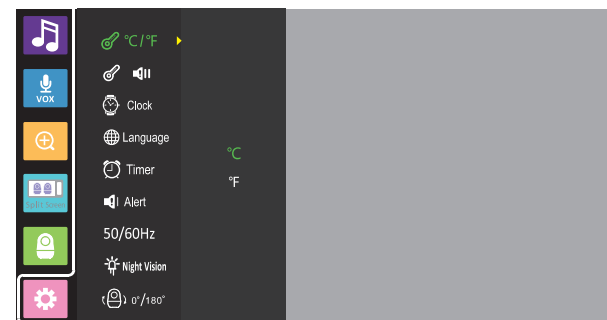 VOX
Split Screen
°C/°F
Clock
Language
Timer
Alert
50/60Hz
Night Vision
0°/180°
°C
°F